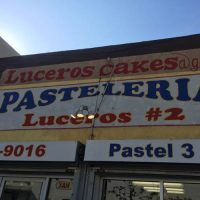 Luceros cakes@g
PASTELERIA
Luceros #2
-9016
Pastel 3